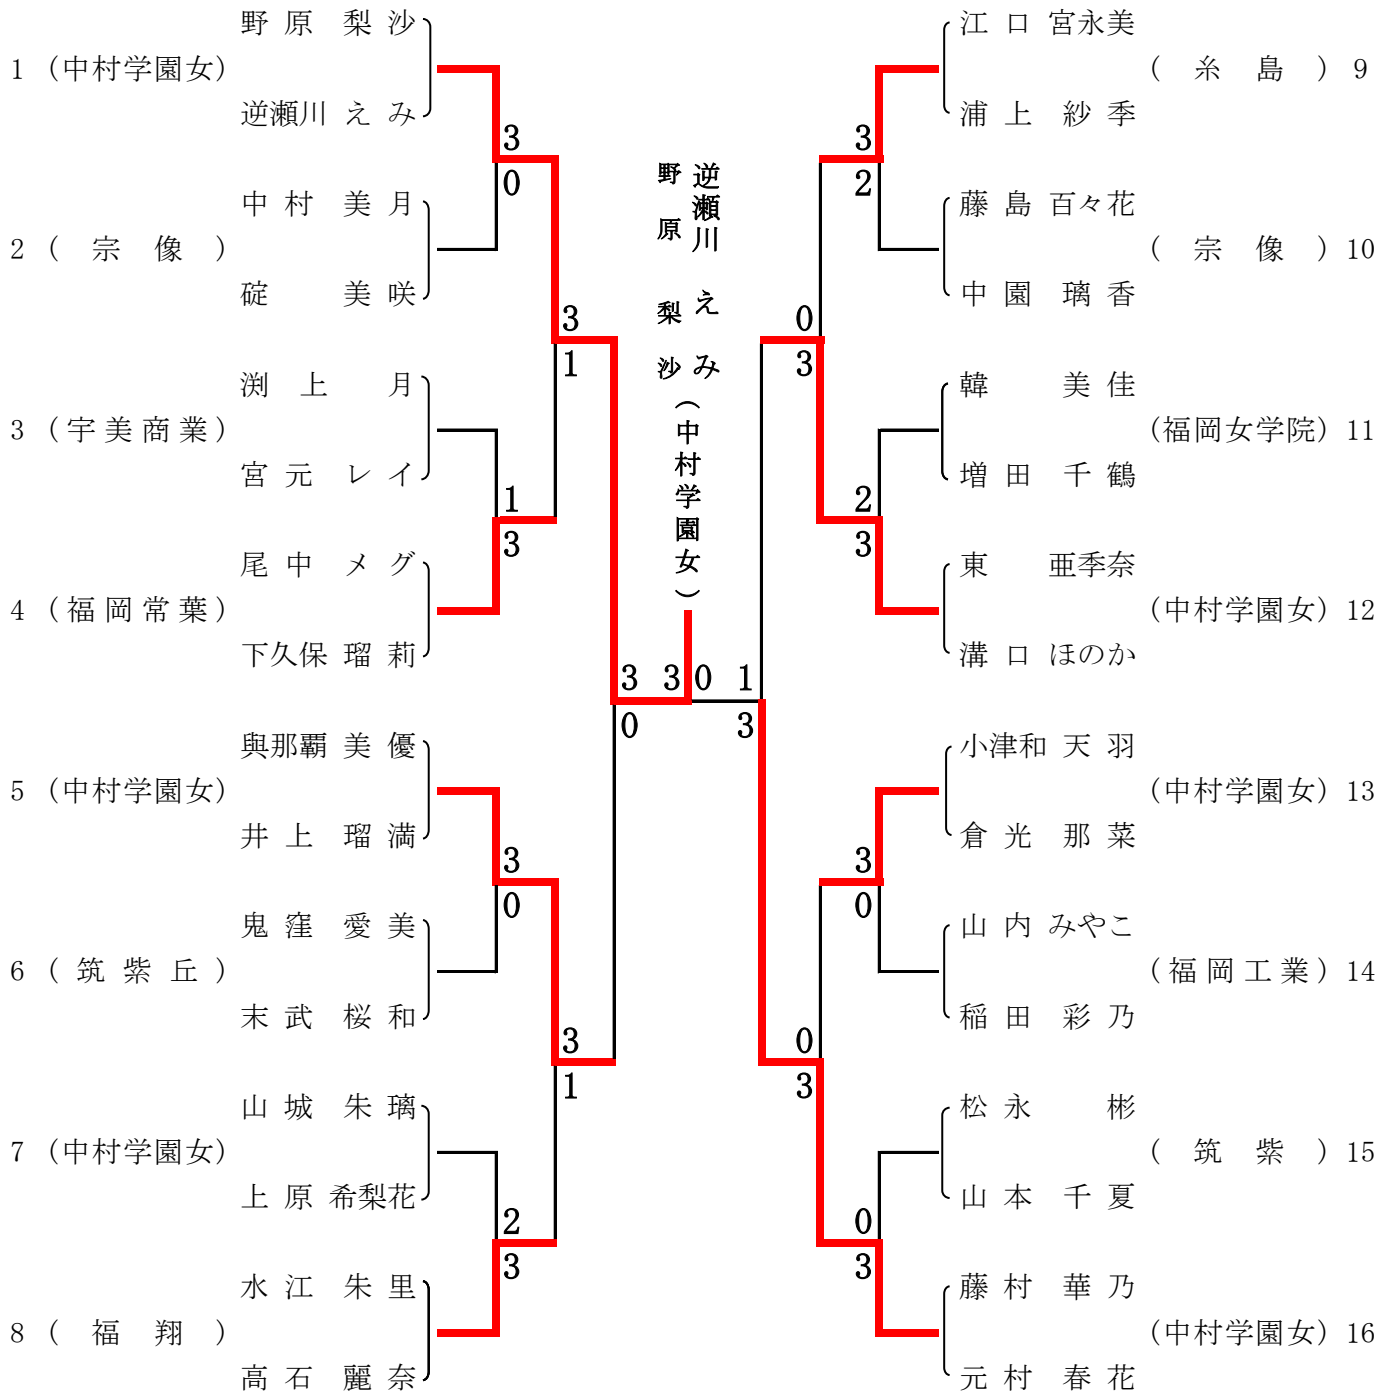 野原 梨沙
1 (中村学園女)
逆瀬川 えみ
3
0
中村 美月
2 (宗像)
碇 美咲
3
1
渕上 月
3 (宇美商業)
宮元 レイ
1
3
尾中 メグ
4 (福岡常葉)
下久保 瑠莉
3
0
與那覇 美優
5 (中村学園女)
井上 瑠満
3
0
鬼窪 愛美
6 (筑紫丘)
末武 桜和
3
1
山城 朱璃
7 (中村学園女)
上原 希梨花
2
3
水江 朱里
8 (福翔)
高石 麗奈
逆瀬川 えみ
野原 梨沙
(中村学園女)
3 0
江口 宮永美
(糸島) 9
浦上 紗季
3
2
藤島 百々花
(宗像) 10
中園 璃香
0
3
韓 美佳
(福岡女学院) 11
増田 千鶴
2
3
東 亜季奈
(中村学園女) 12
溝口 ほのか
1
3
小津和 天羽
(中村学園女) 13
倉光 那菜
3
0
山内 みやこ
(福岡工業) 14
稲田 彩乃
0
3
松永 彬
(筑紫) 15
山本 千夏
0
3
藤村 華乃
(中村学園女) 16
元村 春花